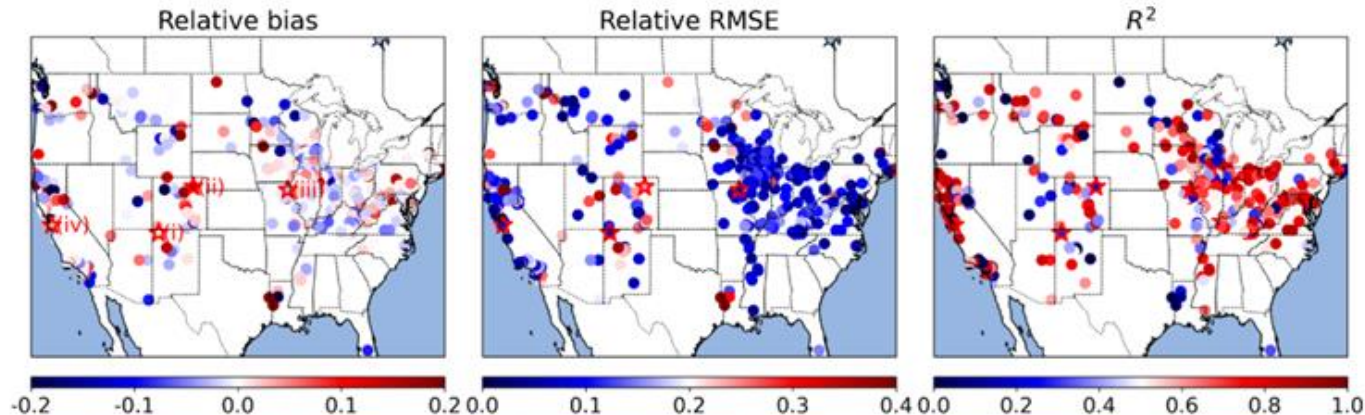 Relative bias
Relative RMSE
R²
(ii)
(iii)
(iv)
(i)
-0.2 -0.1 0.0 0.1 0.2
0.0 0.1 0.2 0.3 0.4
0.0 0.2 0.4 0.6 0.8 1.0